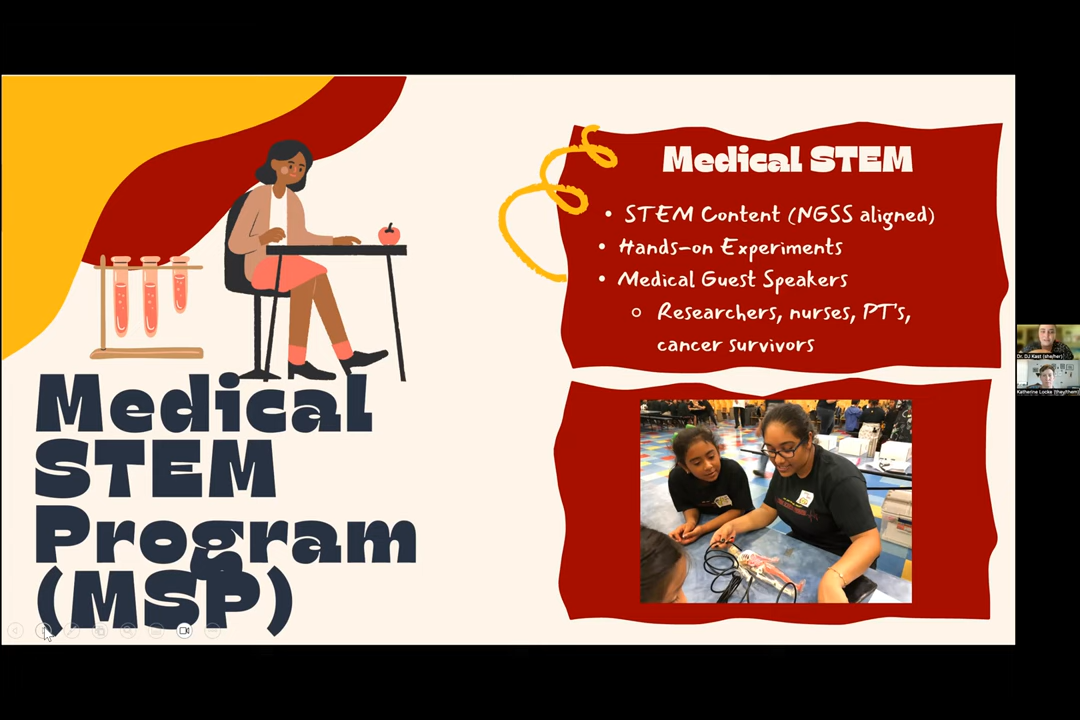 Medical
STEM
Program
(MSP)
Medical STEM
• STEM Content (NGSS aligned)
• Hands-on Experiments
• Medical Guest Speakers
○ Researchers, nurses, PT's,
cancer survivors
Dr. DJ Kast (she/her)
Katherine Locke (they/them)